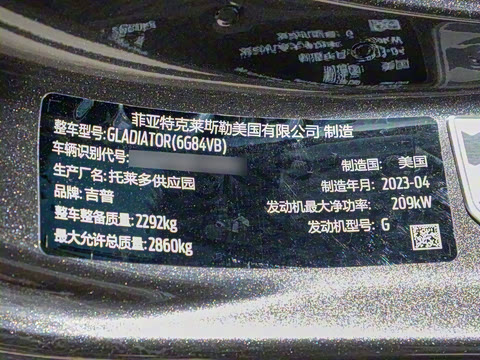 菲亚特克莱斯勒美国有限公司 制造
整车型号:GLADIATOR(6G84VB)
车辆识别代号:
制造国: 美国
生产厂名:托莱多供应园
制造年月: 2023-04
品牌:吉普
发动机最大净功率: 209kW
整车整备质量:2292kg
发动机型号: G
最大允许总质量:2860kg